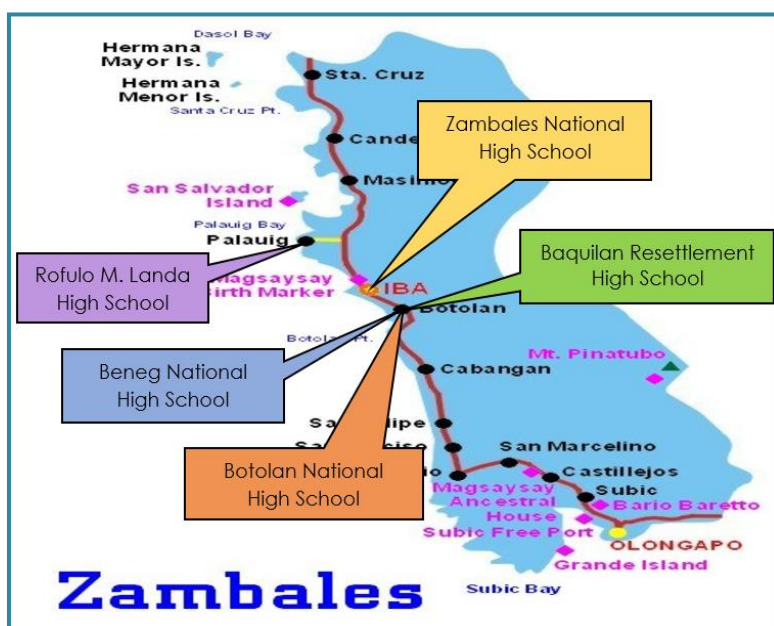 Dasol Bay
Hermana
Mayor Is.
Sta. Cruz
Hermana
Menor Is.
Santa Cruz Pt.
Zambales National
High School
San Salvador
Island
Palauig Bay
Palauig
Baquilan Resettlement
High School
Rofulo M. Landa
High School
Magsaysay
Birth Marker
IBA
Botolan
Mt. Pinatubo
Beneg National
High School
Cabangan
Botolan National
High School
San Marcelino
Castillejos
Magsaysay
Ancestral
House
Subic
Bario Baretto
Subic Free Port
OLONGAPO
Grande Island
Subic Bay
Zambales